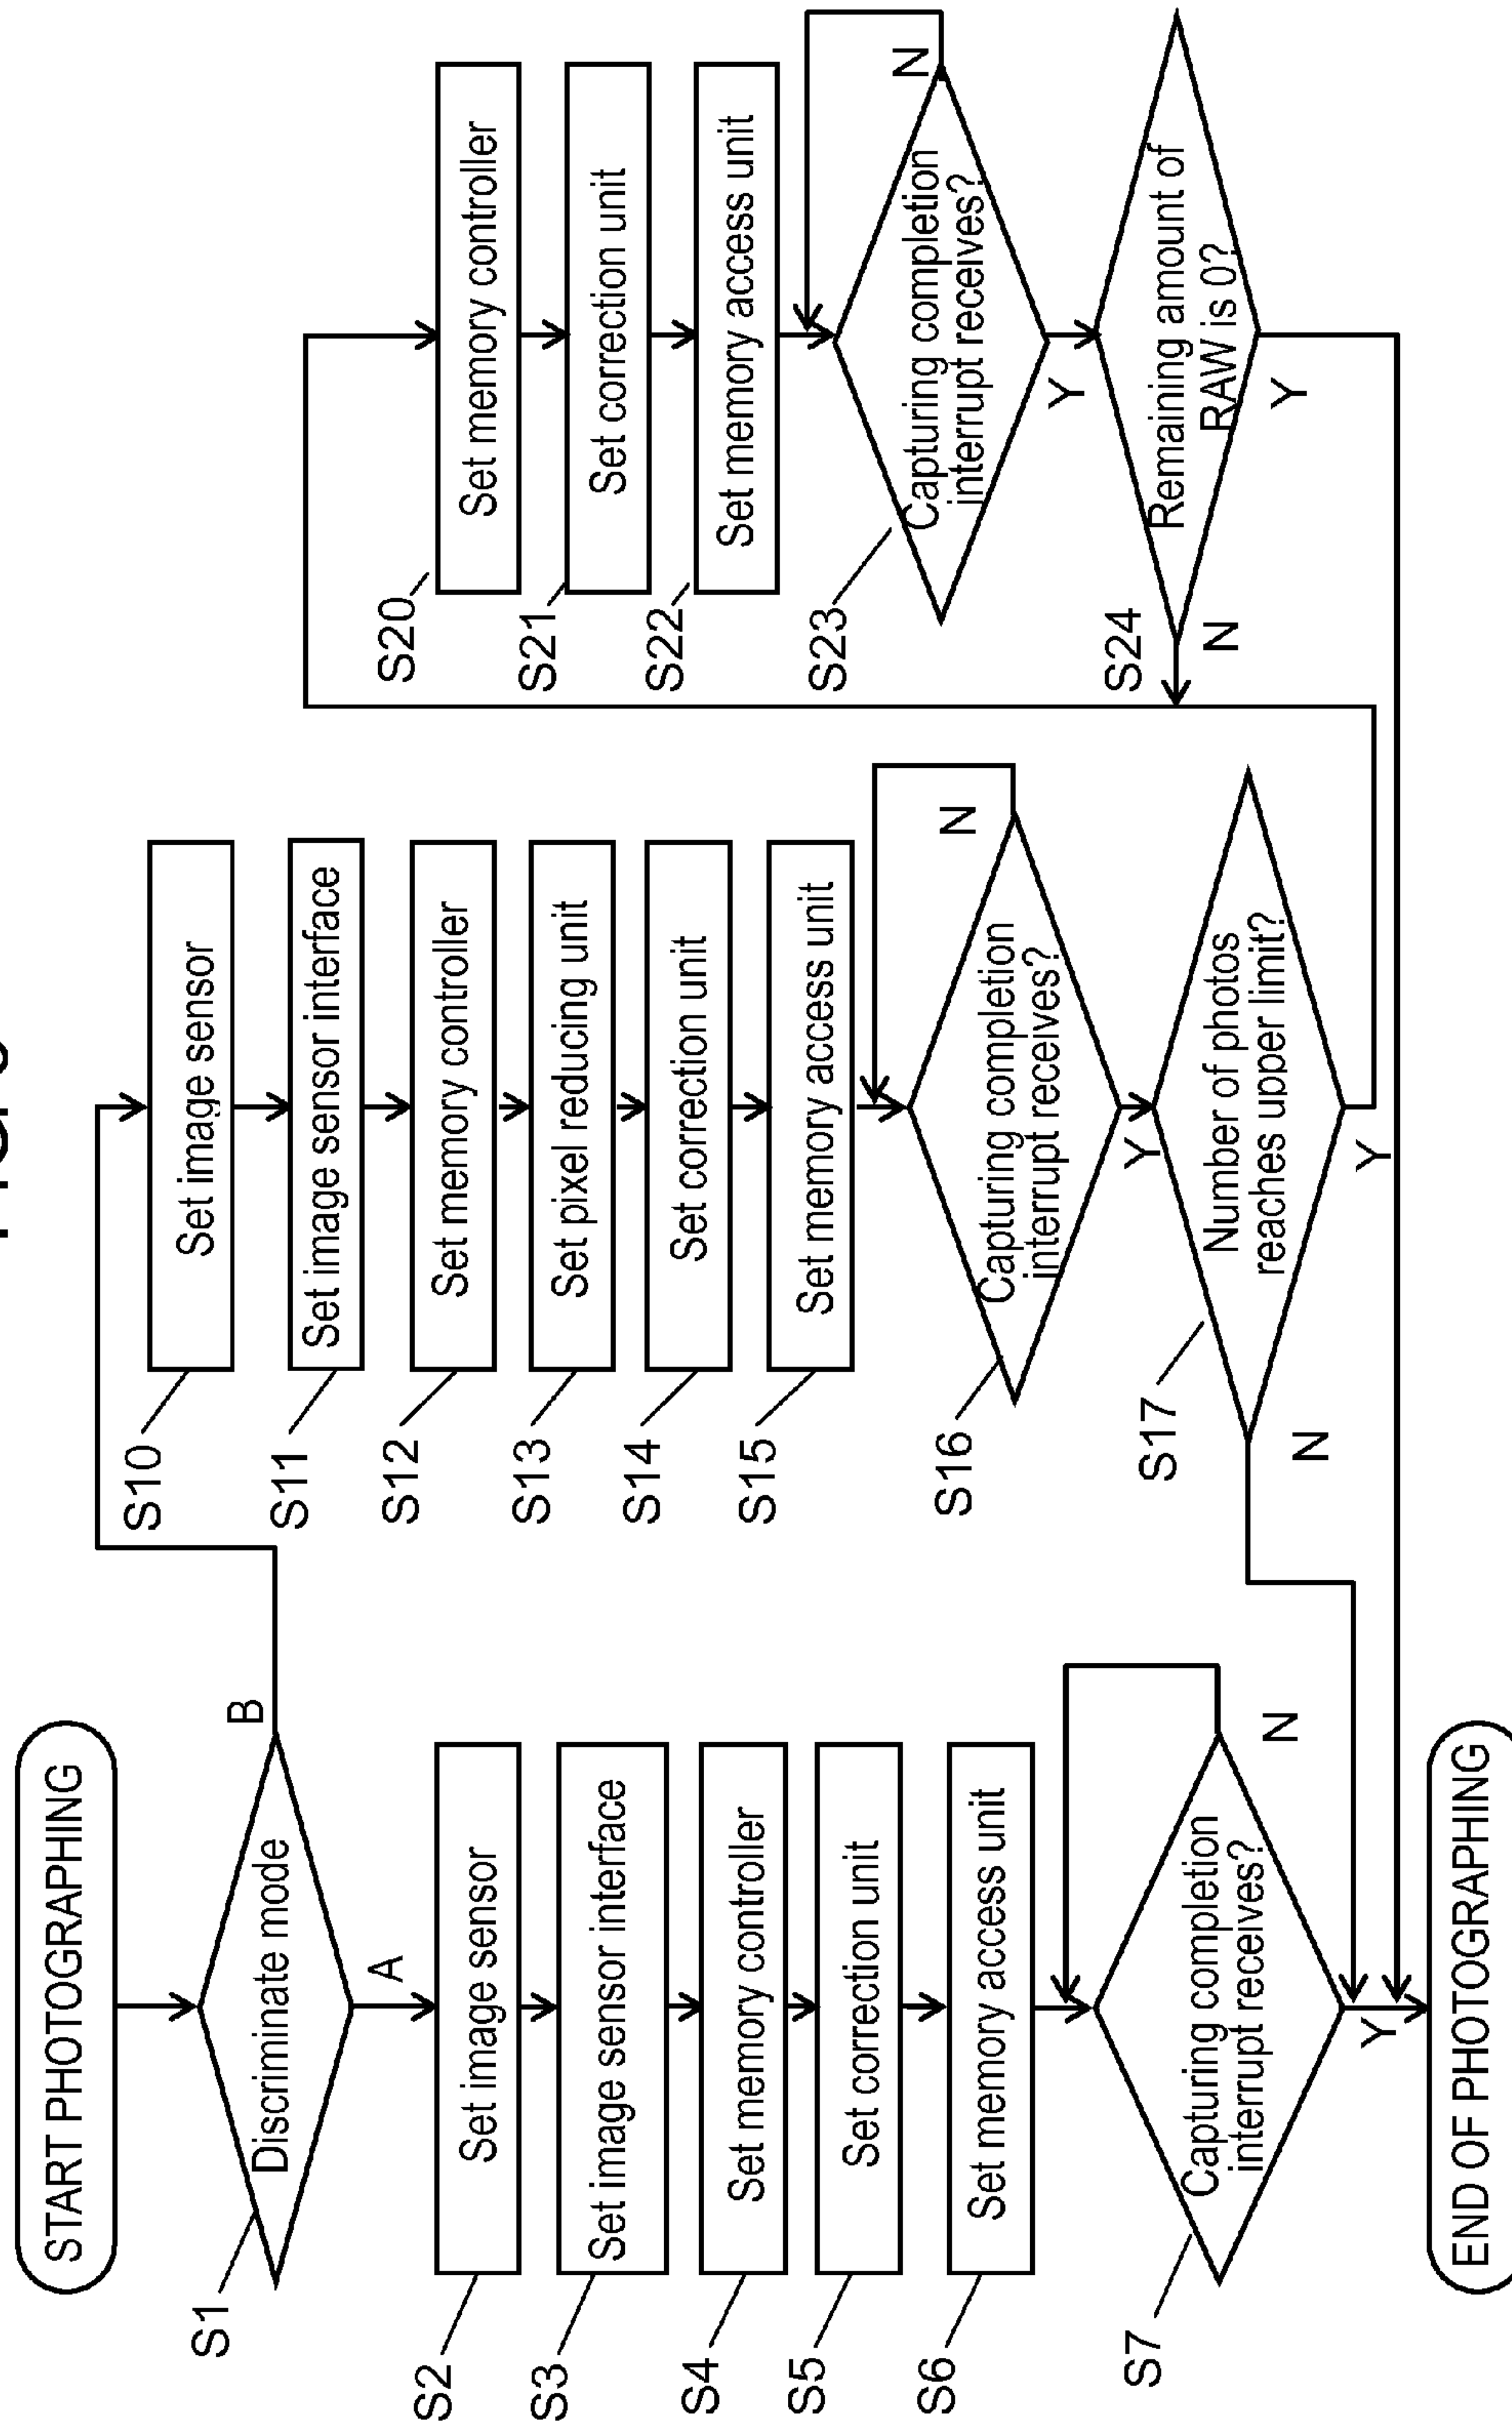 START PHOTOGRAPHING
S1
Discriminate mode
B
A
S2
Set image sensor
S3
Set image sensor interface
S4
Set memory controller
S5
Set correction unit
S6
Set memory access unit
S7
Capturing completion
interrupt receives?
N
Y
END OF PHOTOGRAPHING
S10
Set image sensor
S11
Set image sensor interface
S12
Set memory controller
S13
Set pixel reducing unit
S14
Set correction unit
S15
Set memory access unit
S16
Capturing completion
interrupt receives?
N
Y
S17
Number of photos
reaches upper limit?
N
Y
S20
Set memory controller
S21
Set correction unit
S22
Set memory access unit
S23
Capturing completion
interrupt receives?
N
Y
S24
Remaining amount of
RAW is 0?
N
Y